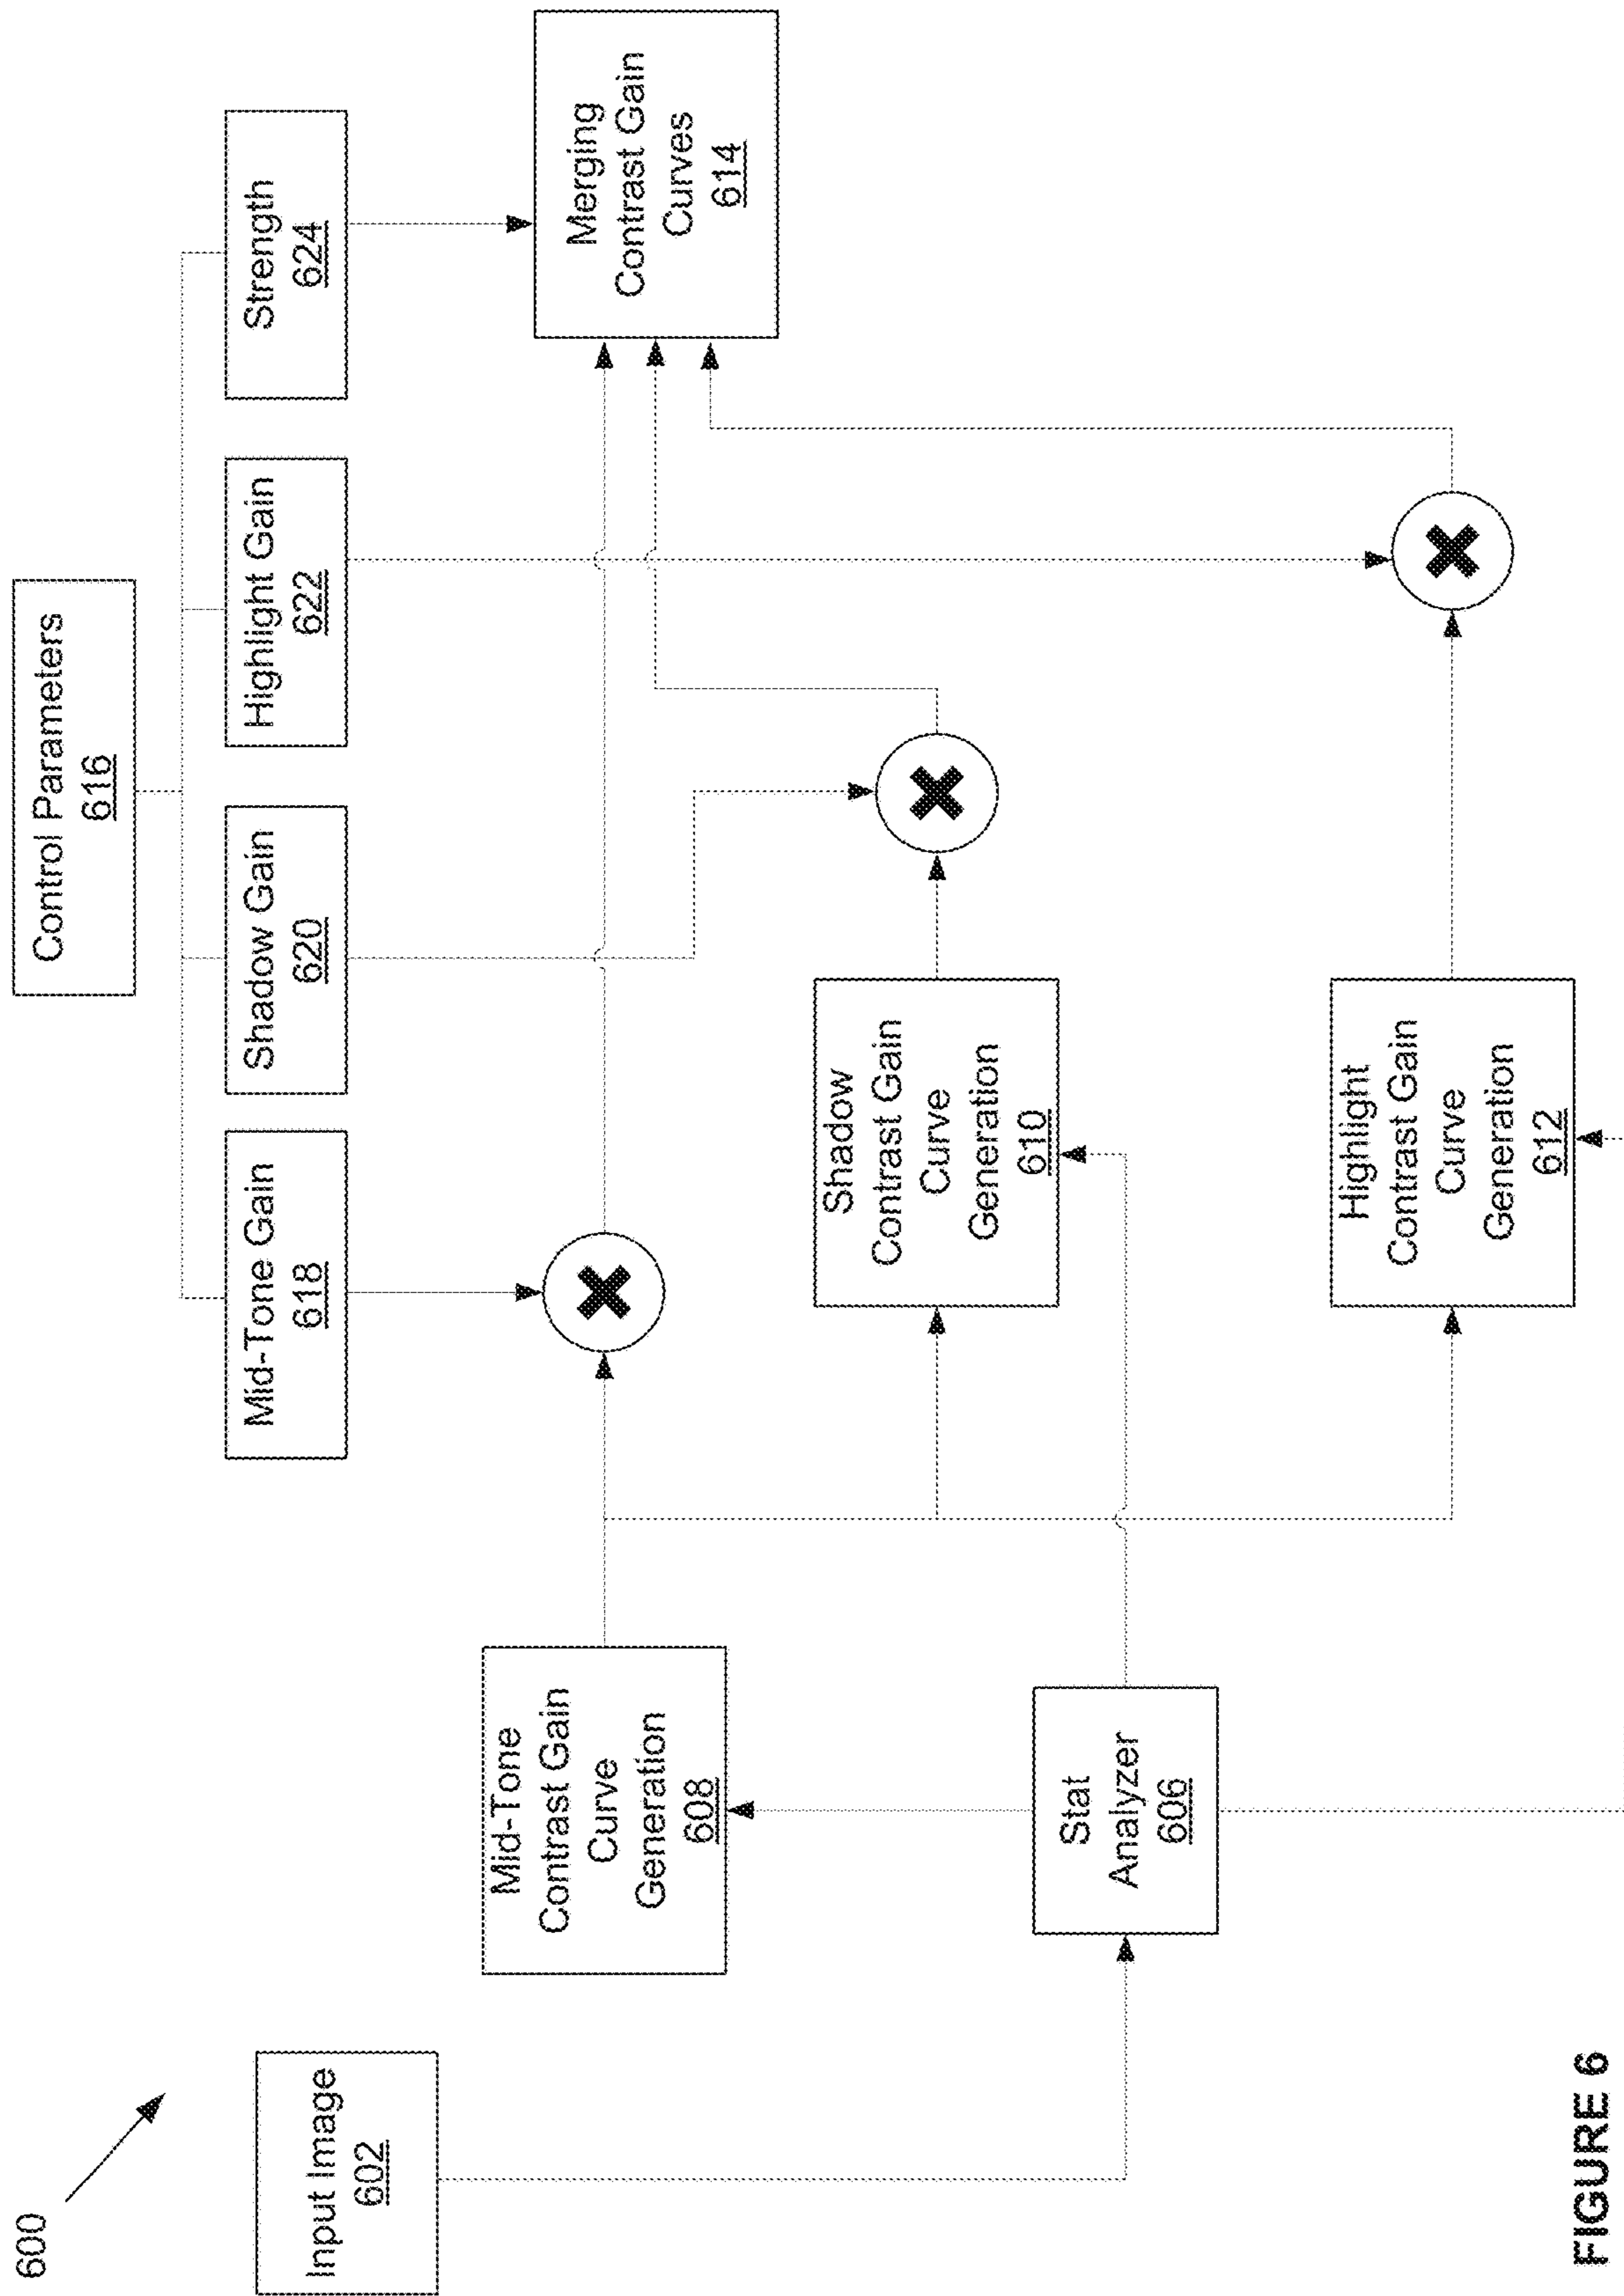 600
Control Parameters
616
Mid-Tone Gain
618
Shadow Gain
620
Highlight Gain
622
Strength
624
Input Image
602
Mid-Tone
Contrast Gain
Curve
Generation
608
Merging
Contrast Gain
Curves
614
Stat
Analyzer
606
Shadow
Contrast Gain
Curve
Generation
610
Highlight
Contrast Gain
Curve
Generation
612
FIGURE 6